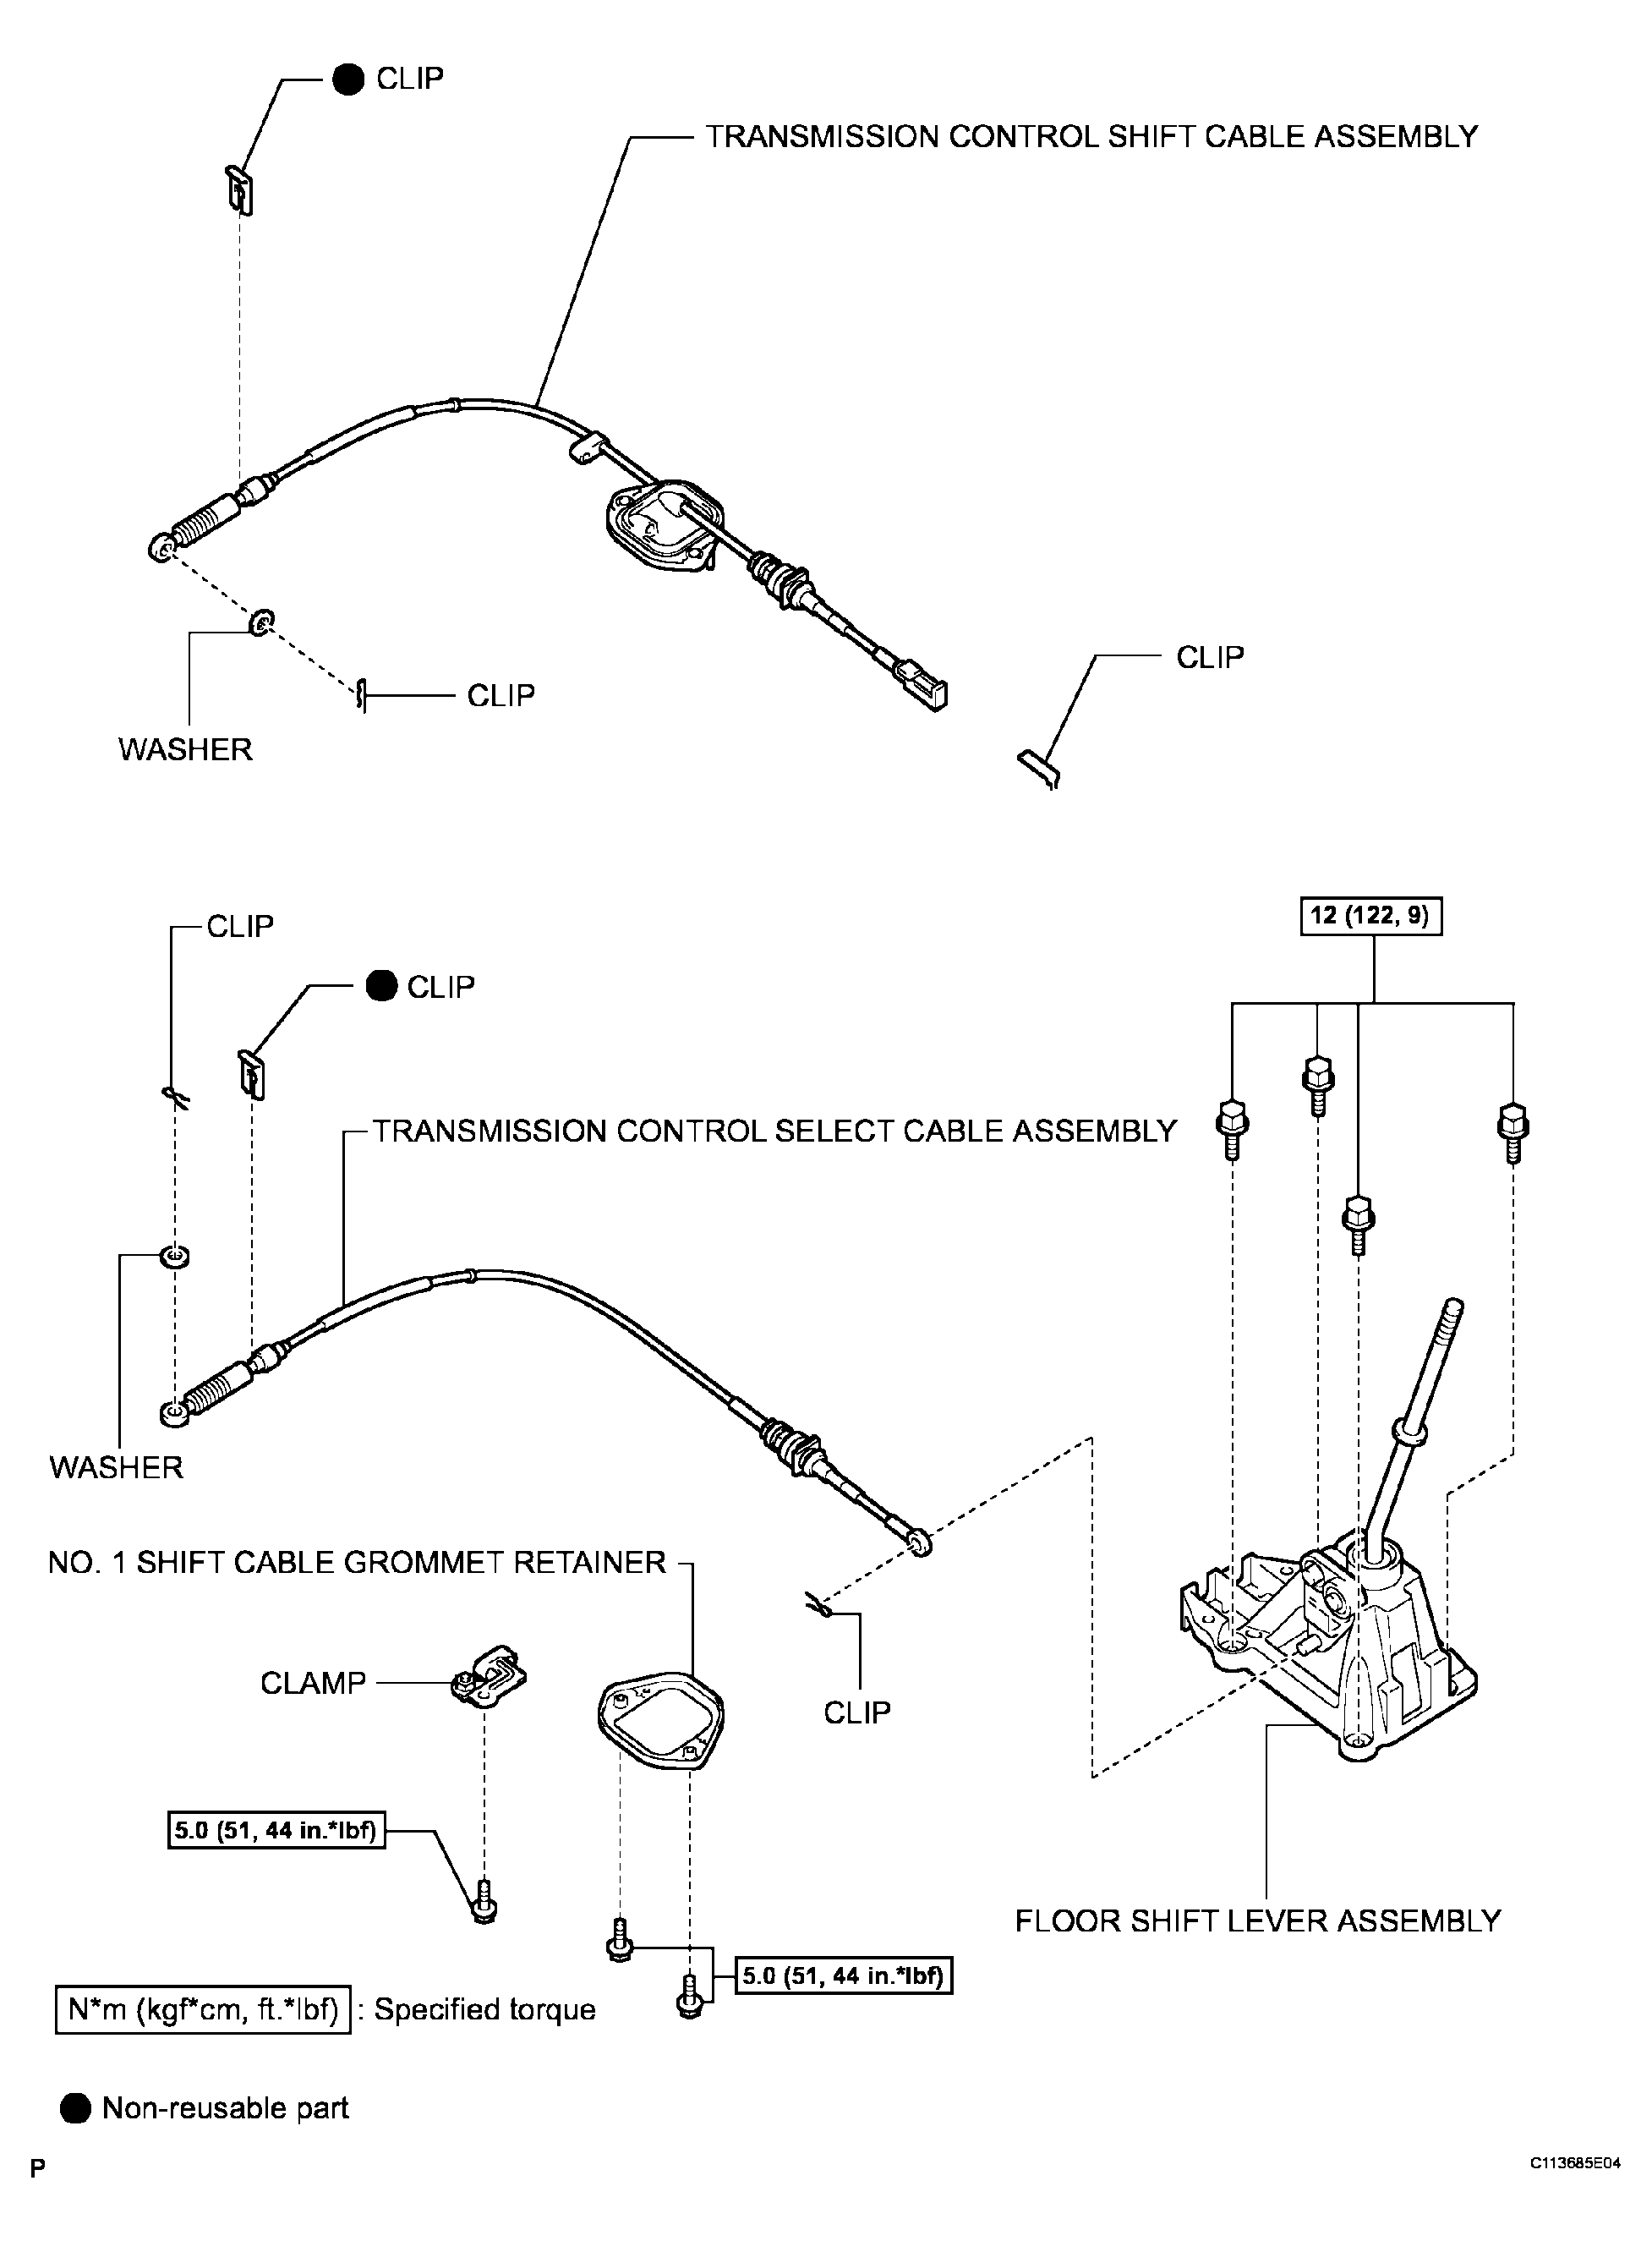 CLIP
TRANSMISSION CONTROL SHIFT CABLE ASSEMBLY
CLIP
CLIP
WASHER
12 (122, 9)
CLIP
CLIP
TRANSMISSION CONTROL SELECT CABLE ASSEMBLY
WASHER
NO. 1 SHIFT CABLE GROMMET RETAINER
CLAMP
CLIP
5.0 (51, 44 in.*lbf)
FLOOR SHIFT LEVER ASSEMBLY
5.0 (51, 44 in.*lbf)
N*m (kgf*cm, ft.*lbf) : Specified torque
Non-reusable part
P
C113685E04